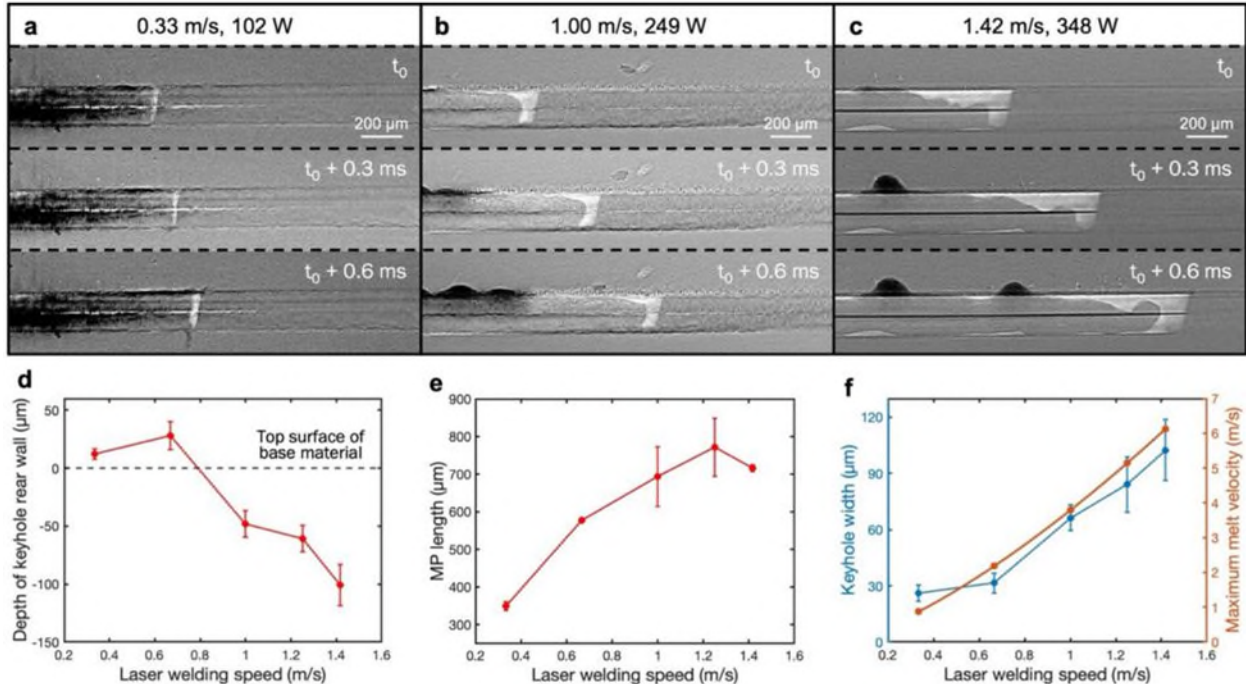 a 0.33 m/s, 102 W
t₀
200 µm
t₀ + 0.3 ms
t₀ + 0.6 ms
b 1.00 m/s, 249 W
t₀
200 µm
t₀ + 0.3 ms
t₀ + 0.6 ms
c 1.42 m/s, 348 W
t₀
200 µm
t₀ + 0.3 ms
t₀ + 0.6 ms
d
Depth of keyhole rear wall (µm)
50
0
-50
-100
-150
Top surface of
base material
0.2 0.4 0.6 0.8 1 1.2 1.4 1.6
Laser welding speed (m/s)
e
MP length (µm)
900
800
700
600
500
400
300
0.2 0.4 0.6 0.8 1 1.2 1.4 1.6
Laser welding speed (m/s)
f
Keyhole width (µm)
120
90
60
30
0
7
6
5
4
3
2
1
0
Maximum melt velocity (m/s)
0.2 0.4 0.6 0.8 1 1.2 1.4 1.6
Laser welding speed (m/s)